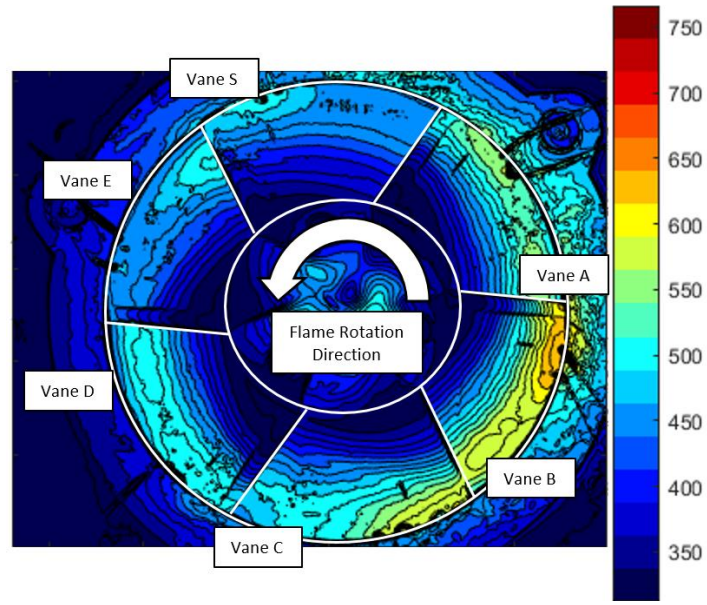 Vane S
Vane E
Vane A
Flame Rotation
Direction
Vane D
Vane B
Vane C
750
700
650
600
550
500
450
400
350